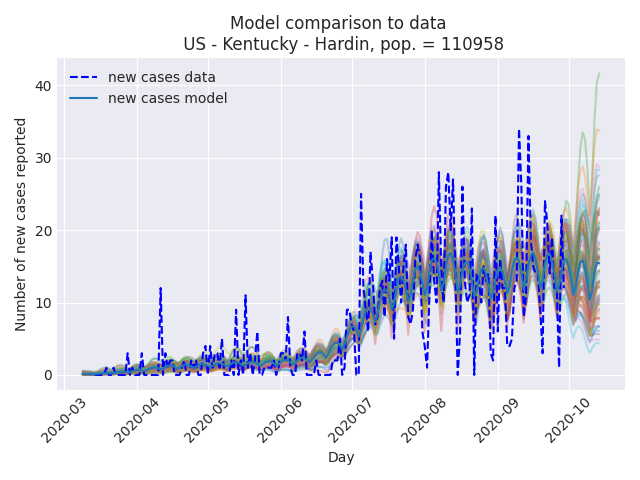 Model comparison to data
US - Kentucky - Hardin, pop. = 110958
new cases data
new cases model
Number of new cases reported
40
30
20
10
0
2020-03
2020-04
2020-05
2020-06
2020-07
2020-08
2020-09
2020-10
Day